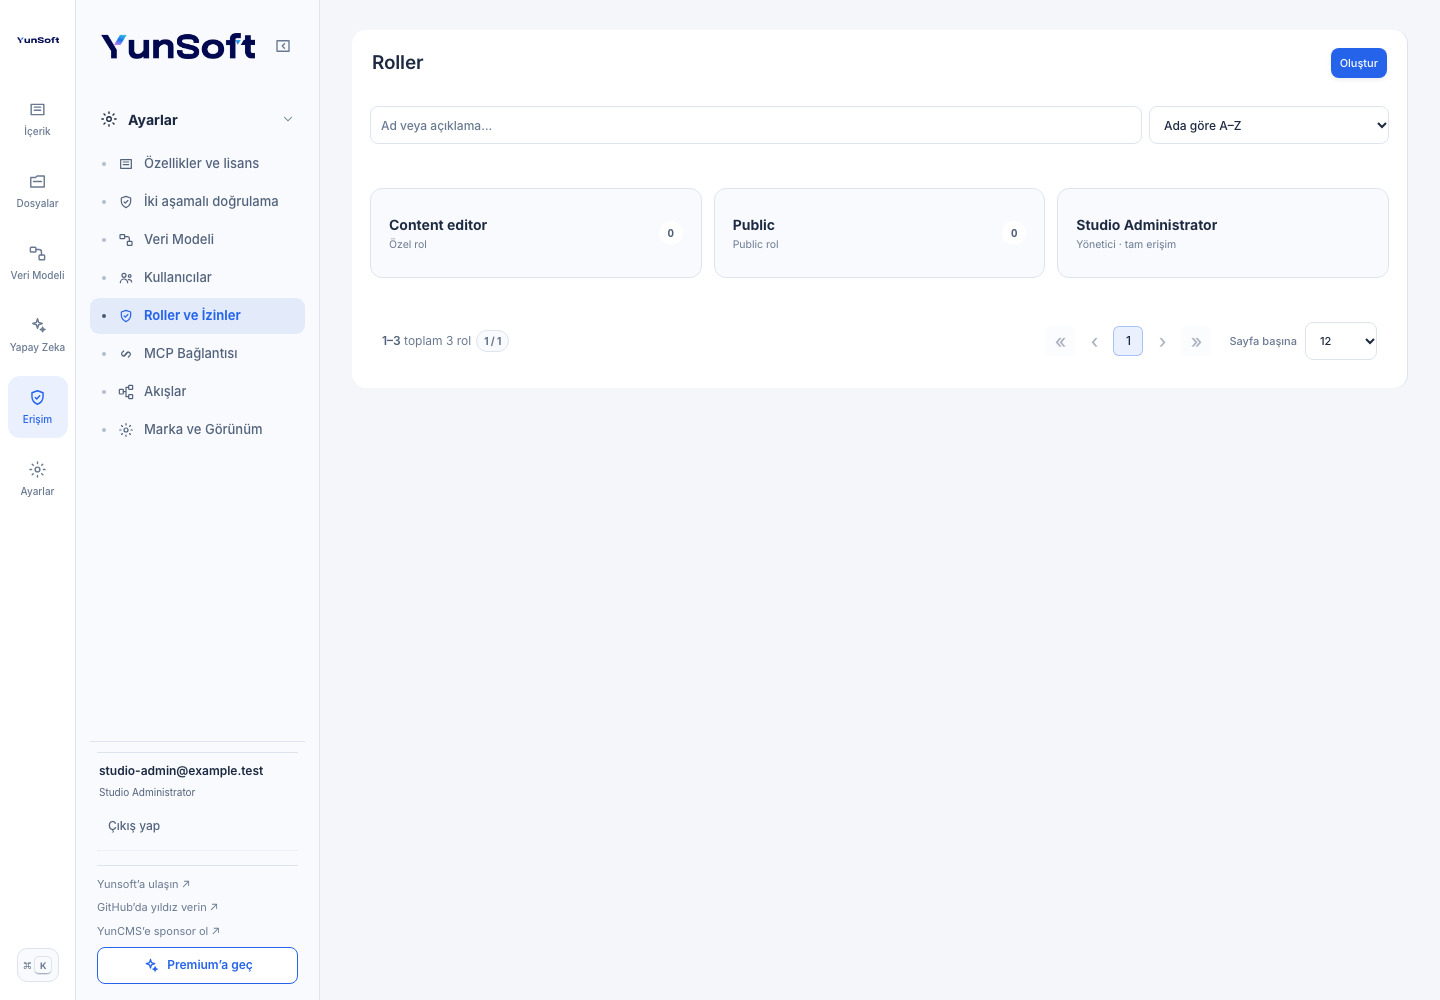 YunSoft
İçerik
Dosyalar
Veri Modeli
Yapay Zeka
Erişim
Ayarlar
⌘ K
YunSoft
Ayarlar
Özellikler ve lisans
İki aşamalı doğrulama
Veri Modeli
Kullanıcılar
Roller ve İzinler
MCP Bağlantısı
Akışlar
Marka ve Görünüm
studio-admin@example.test
Studio Administrator
Çıkış yap
Yunsoft’a ulaşın ↗
GitHub’da yıldız verin ↗
YunCMS’e sponsor ol ↗
Premium’a geç
Roller
Oluştur
Ad veya açıklama...
Ada göre A–Z
Content editor
Özel rol
0
Public
Public rol
0
Studio Administrator
Yönetici · tam erişim
1–3 toplam 3 rol 1 / 1
« ‹ 1 › » Sayfa başına 12